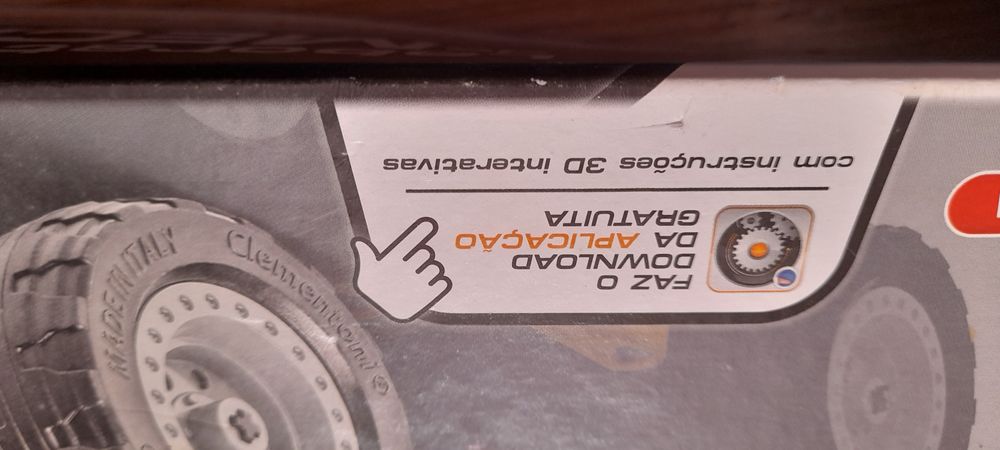 FAZ O
DOWNLOAD
DA APLICAÇÃO
GRATUITA
com instruções 3D interativas
MADE IN ITALY
Clementoni®